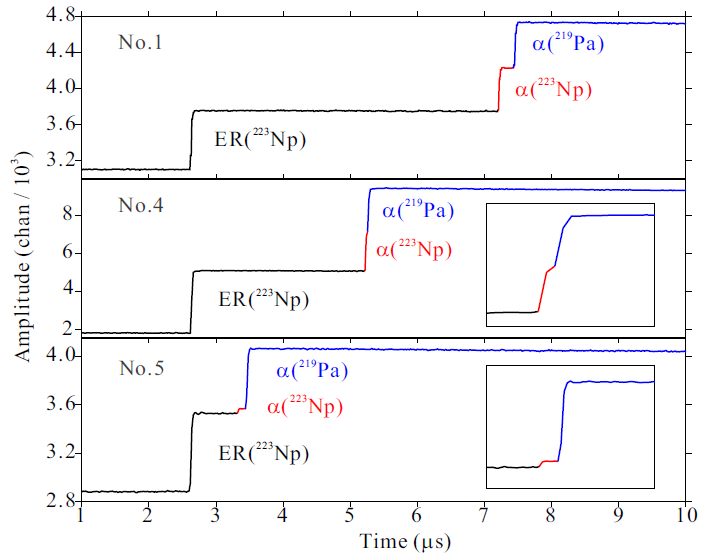 4.8
No.1
α(²¹⁹Pa)
4.4
4.0
α(²²³Np)
3.6
ER(²²³Np)
3.2
No.4
8
α(²¹⁹Pa)
6
α(²²³Np)
4
ER(²²³Np)
2
Amplitude (chan / 10³)
4.0
No.5
α(²¹⁹Pa)
3.6
α(²²³Np)
ER(²²³Np)
3.2
2.8
1 2 3 4 5 6 7 8 9 10
Time (μs)